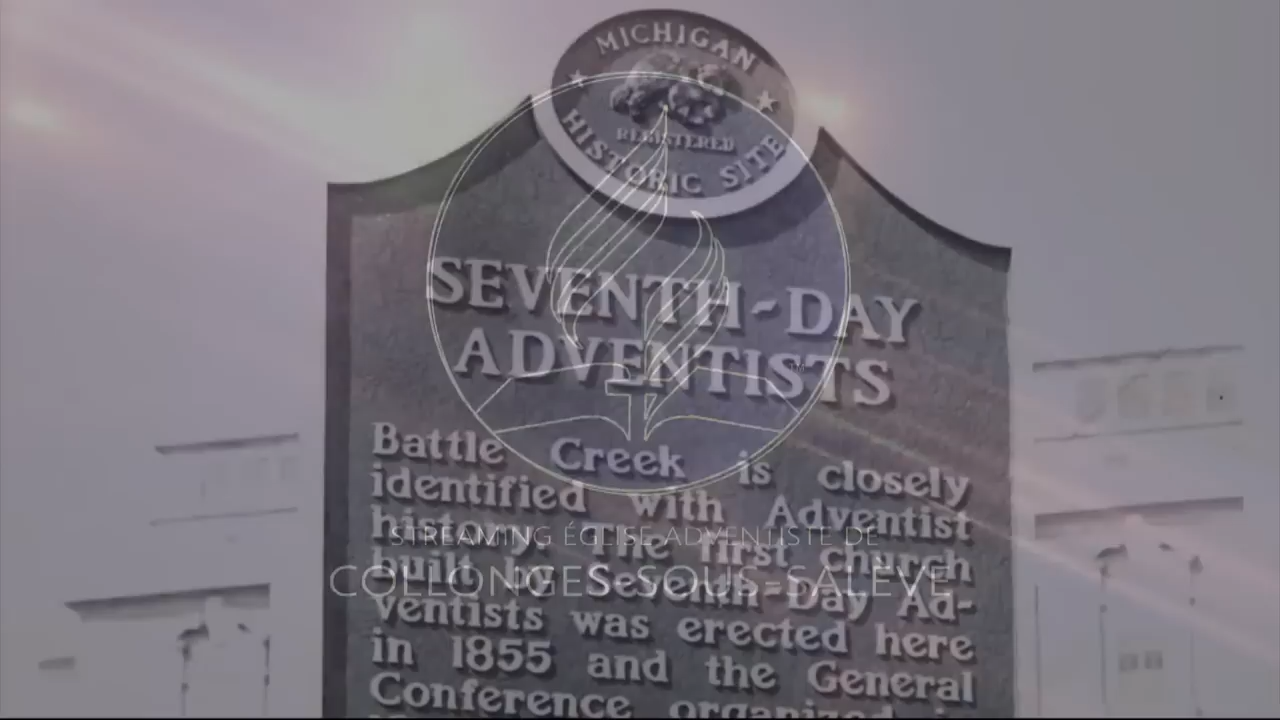 MICHIGAN
REGISTERED
HISTORIC SITE
SEVENTH-DAY
ADVENTISTS
™
Battle Creek is closely
identified with Adventist
history. The first church
built by Seventh-Day Ad-
ventists was erected here
in 1855 and the General
Conference organized
STREAMING ÉGLISE ADVENTISTE DE
COLLONGES-SOUS-SALÈVE